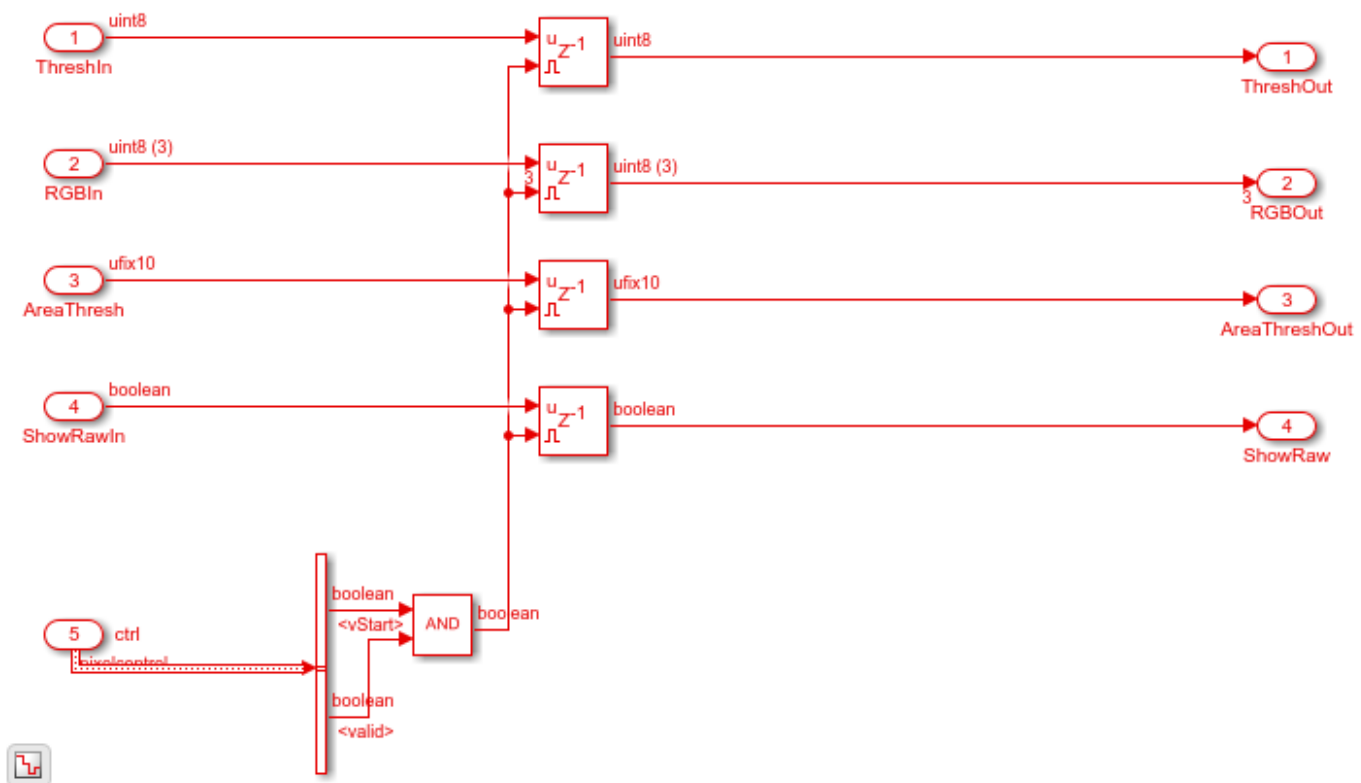 uint8
1
ThreshIn
u
Z-1
uint8
1
ThreshOut
uint8 (3)
2
RGBIn
3
u
Z-1
uint8 (3)
3
2
RGBOut
ufix10
3
AreaThresh
u
Z-1
ufix10
3
AreaThreshOut
boolean
4
ShowRawIn
u
Z-1
boolean
4
ShowRaw
5
ctrl
pixelcontrol
boolean
<vStart>
AND
boolean
boolean
<valid>